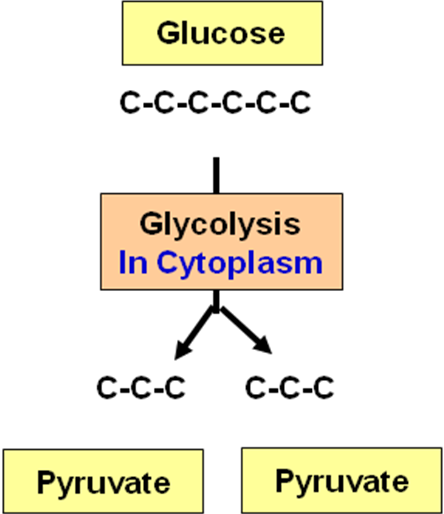 Glucose
C-C-C-C-C-C
Glycolysis
In Cytoplasm
C-C-C C-C-C
Pyruvate Pyruvate